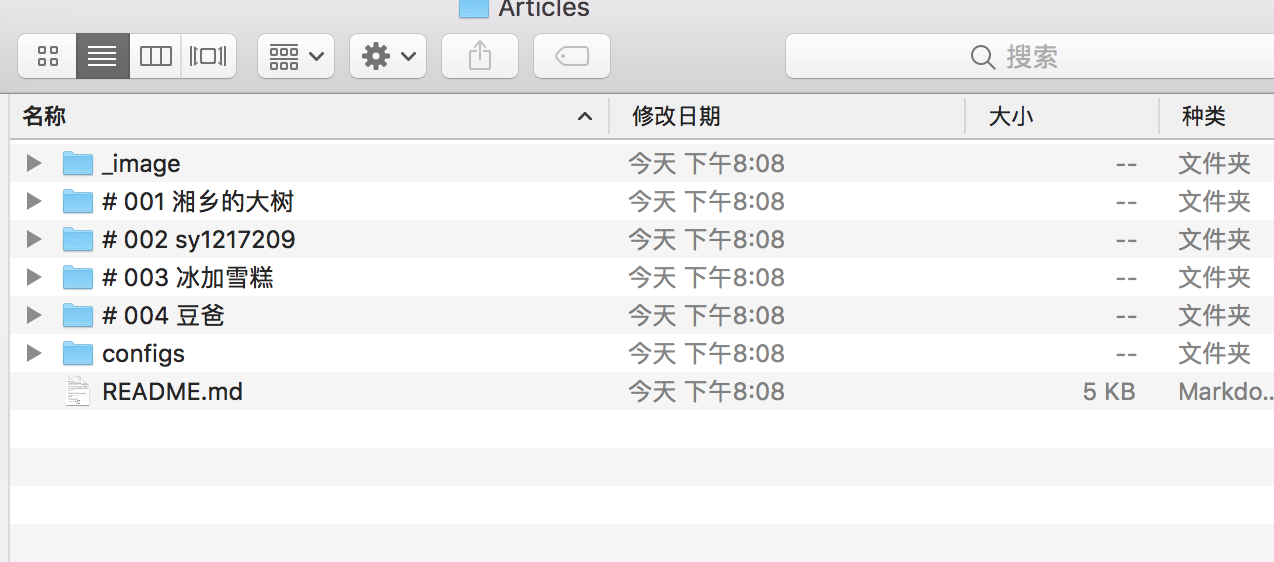 Articles
搜索
名称 修改日期 大小 种类
_image 今天 下午8:08 -- 文件夹
# 001 湘乡的大树 今天 下午8:08 -- 文件夹
# 002 sy1217209 今天 下午8:08 -- 文件夹
# 003 冰加雪糕 今天 下午8:08 -- 文件夹
# 004 豆爸 今天 下午8:08 -- 文件夹
configs 今天 下午8:08 -- 文件夹
README.md 今天 下午8:08 5 KB Markdo...